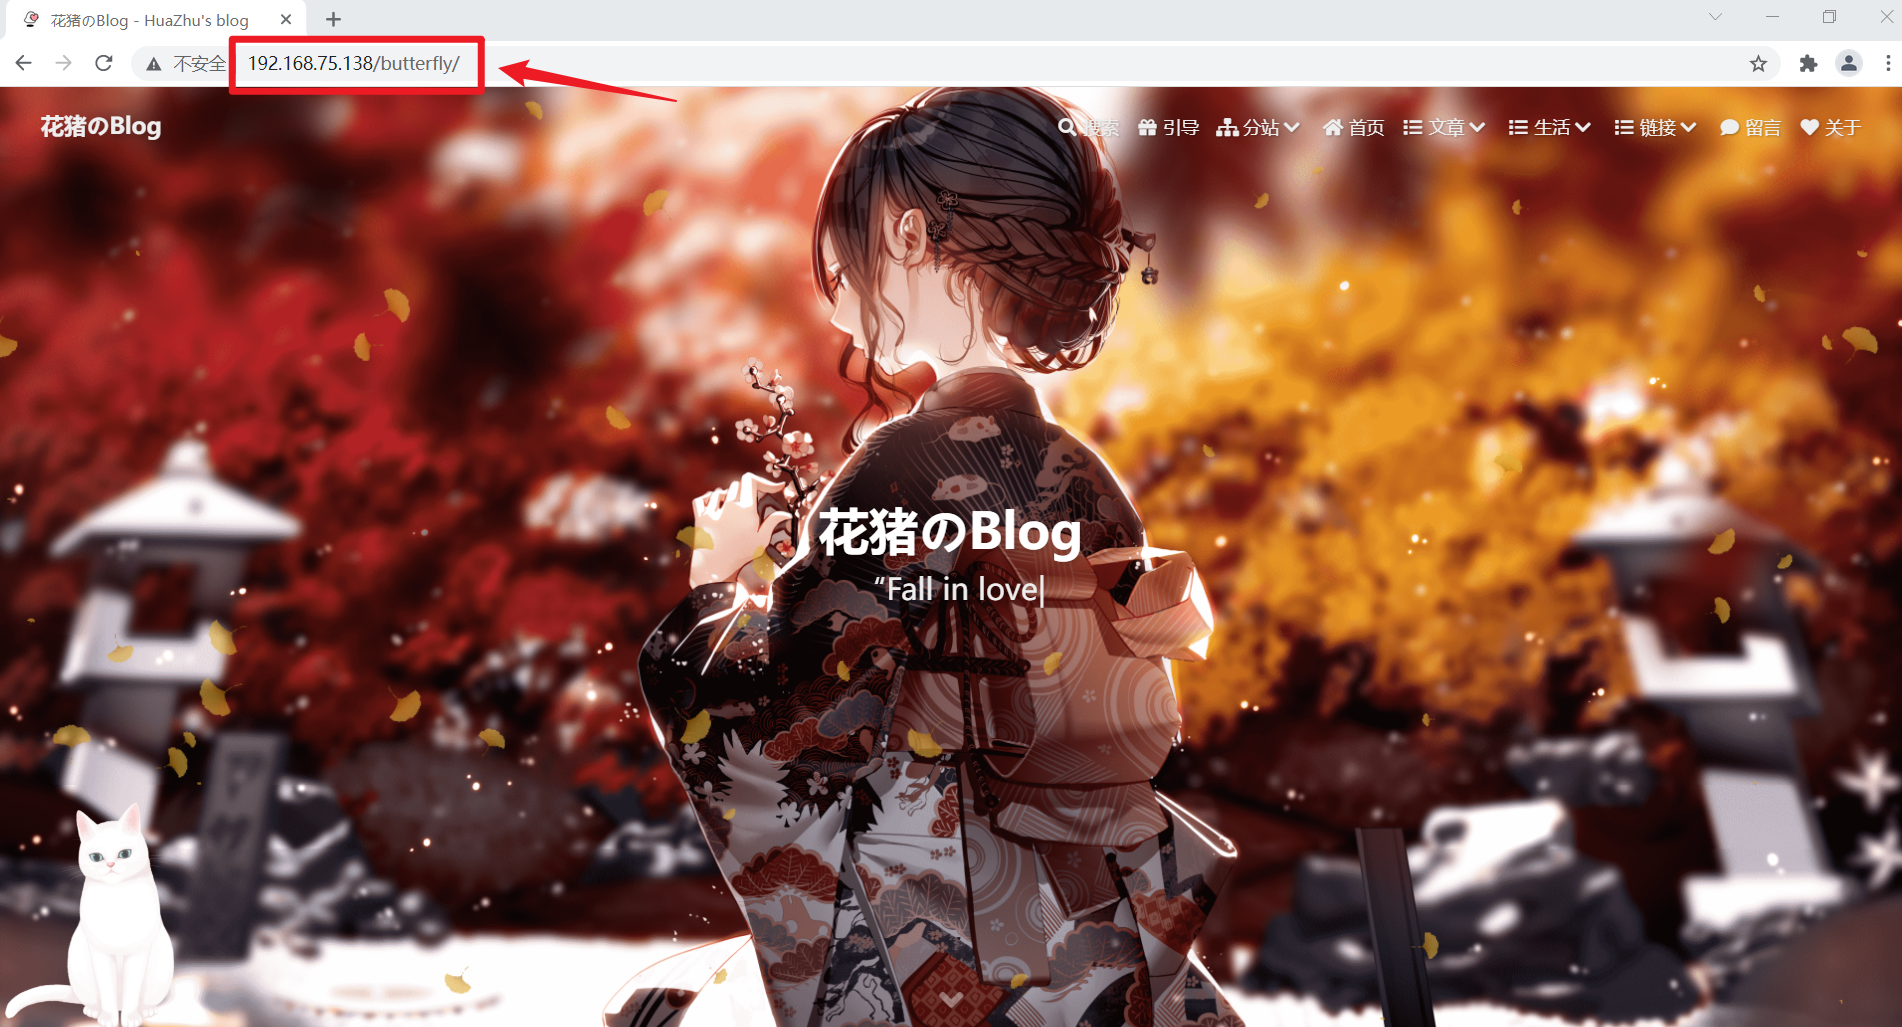 花猪のBlog - HuaZhu's blog
不安全 192.168.75.138/butterfly/
花猪のBlog 搜索 引导 分站 首页 文章 生活 链接 留言 关于
花猪のBlog
“Fall in love|